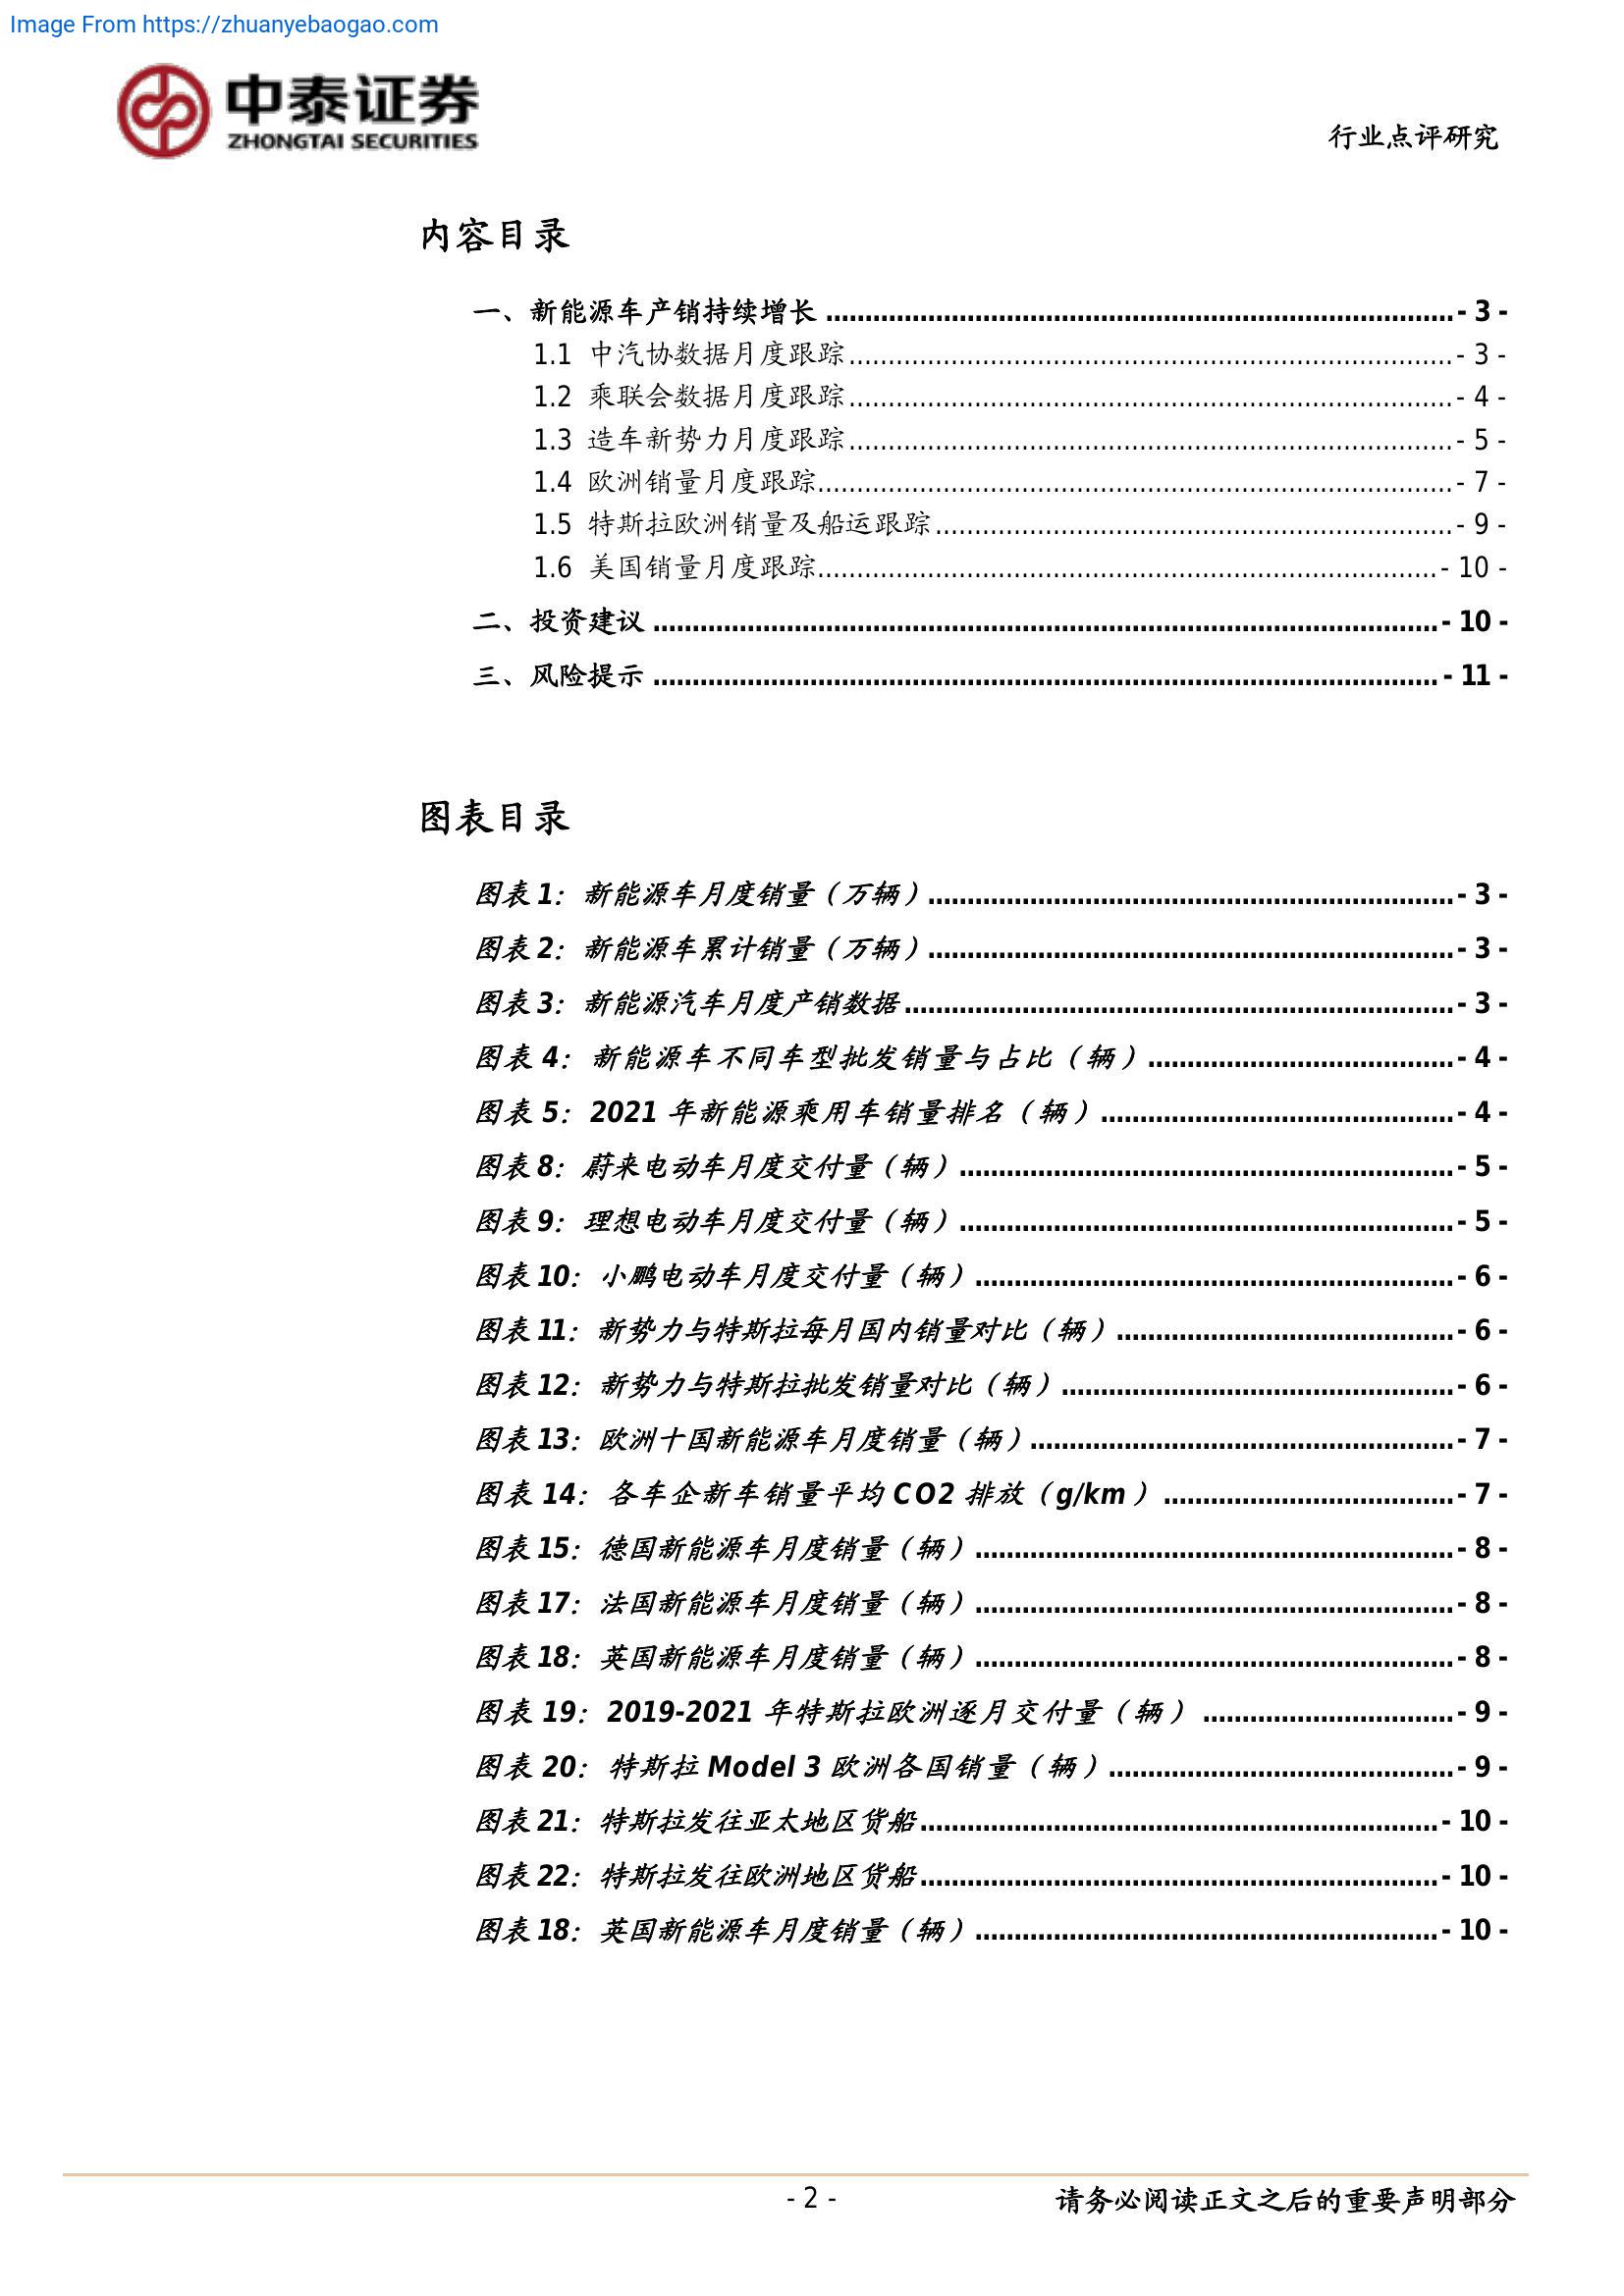 Image From https://zhuanyebaogao.com
中泰证券
ZHONGTAI SECURITIES
行业点评研究
内容目录
一、新能源车产销持续增长 - 3 -
1.1 中汽协数据月度跟踪 - 3 -
1.2 乘联会数据月度跟踪 - 4 -
1.3 造车新势力月度跟踪 - 5 -
1.4 欧洲销量月度跟踪 - 7 -
1.5 特斯拉欧洲销量及船运跟踪 - 9 -
1.6 美国销量月度跟踪 - 10 -
二、投资建议 - 10 -
三、风险提示 - 11 -
图表目录
图表 1：新能源车月度销量（万辆） - 3 -
图表 2：新能源车累计销量（万辆） - 3 -
图表 3：新能源汽车月度产销数据 - 3 -
图表 4：新能源车不同车型批发销量与占比（辆） - 4 -
图表 5：2021 年新能源乘用车销量排名（辆） - 4 -
图表 8：蔚来电动车月度交付量（辆） - 5 -
图表 9：理想电动车月度交付量（辆） - 5 -
图表 10：小鹏电动车月度交付量（辆） - 6 -
图表 11：新势力与特斯拉每月国内销量对比（辆） - 6 -
图表 12：新势力与特斯拉批发销量对比（辆） - 6 -
图表 13：欧洲十国新能源车月度销量（辆） - 7 -
图表 14：各车企新车销量平均 CO2 排放（g/km） - 7 -
图表 15：德国新能源车月度销量（辆） - 8 -
图表 17：法国新能源车月度销量（辆） - 8 -
图表 18：英国新能源车月度销量（辆） - 8 -
图表 19：2019-2021 年特斯拉欧洲逐月交付量（辆） - 9 -
图表 20：特斯拉 Model 3 欧洲各国销量（辆） - 9 -
图表 21：特斯拉发往亚太地区货船 - 10 -
图表 22：特斯拉发往欧洲地区货船 - 10 -
图表 18：英国新能源车月度销量（辆） - 10 -
- 2 -
请务必阅读正文之后的重要声明部分